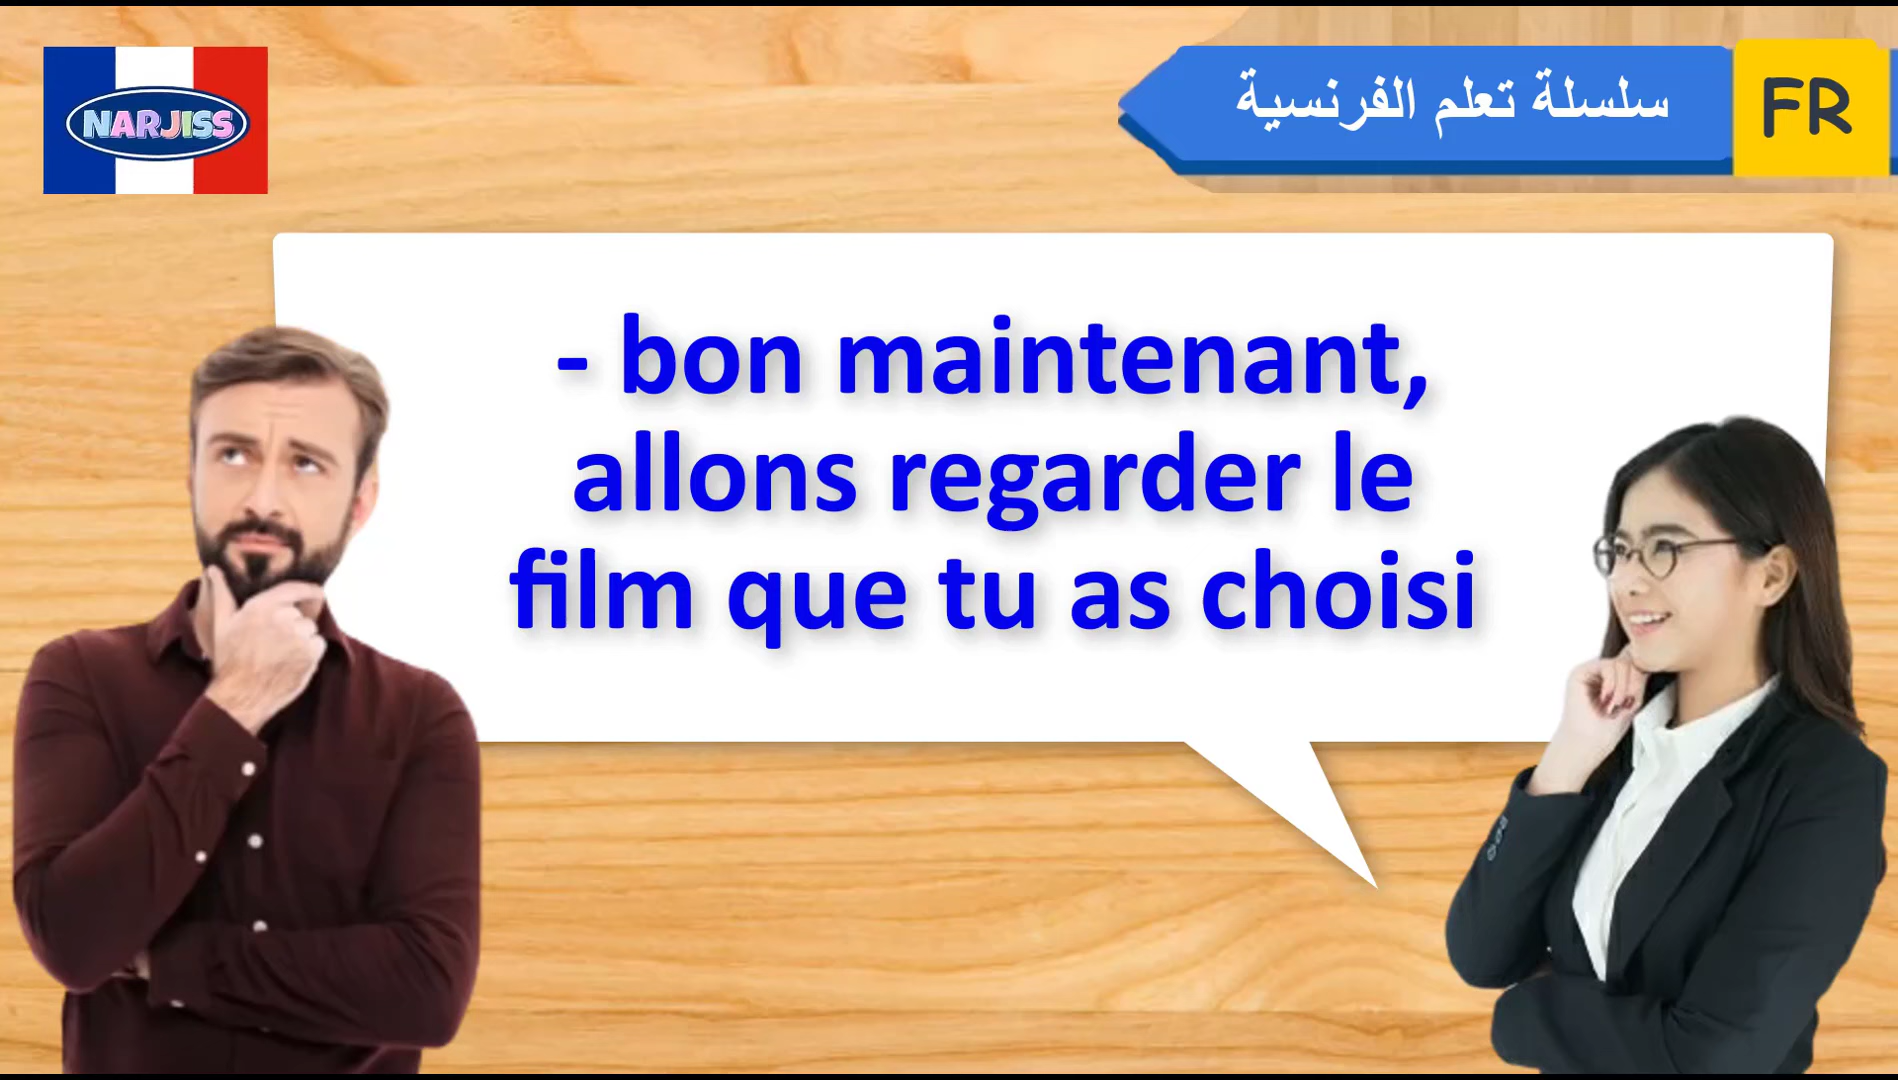 NARJISS
سلسلة تعلم الفرنسية
FR
- bon maintenant,
allons regarder le
film que tu as choisi